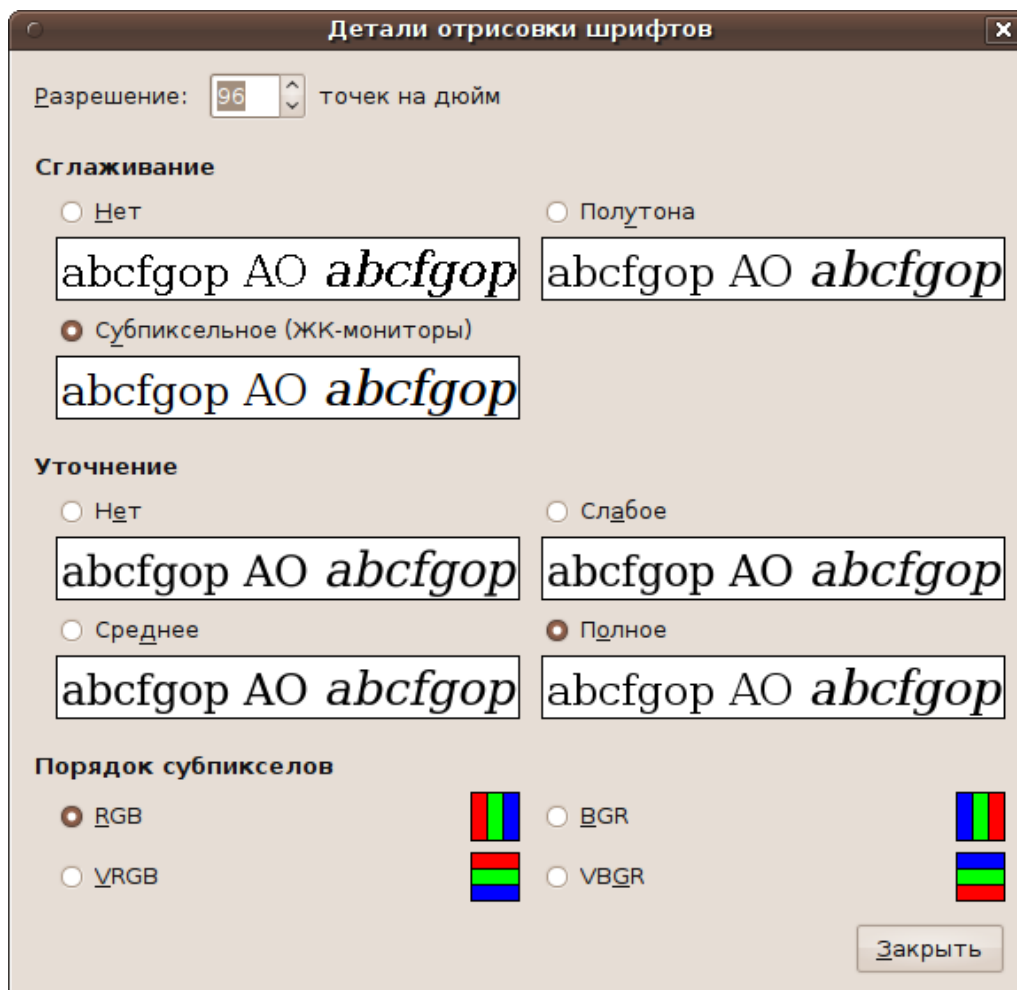 Детали отрисовки шрифтов
Разрешение: 96 точек на дюйм
Сглаживание
Нет Полутона
abcfgop AO abcfgop abcfgop AO abcfgop
Субпиксельное (ЖК-мониторы)
abcfgop AO abcfgop
Уточнение
Нет Слабое
abcfgop AO abcfgop abcfgop AO abcfgop
Среднее Полное
abcfgop AO abcfgop abcfgop AO abcfgop
Порядок субпикселов
RGB BGR
VRGB VBGR
Закрыть